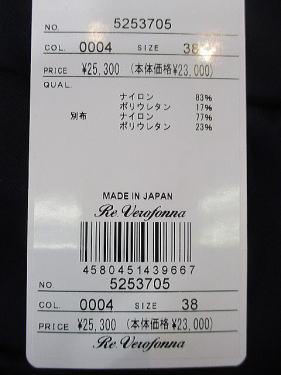 NO. 5253705
COL. 0004 SIZE 38
PRICE ¥25,300 (本体価格¥23,000)
QUAL.
ナイロン 83%
ポリウレタン 17%
別布 ナイロン 77%
ポリウレタン 23%
MADE IN JAPAN
Re Verofonna
4580451439667
NO. 5253705
COL. 0004 SIZE 38
PRICE ¥25,300 (本体価格¥23,000)
Re Verofonna